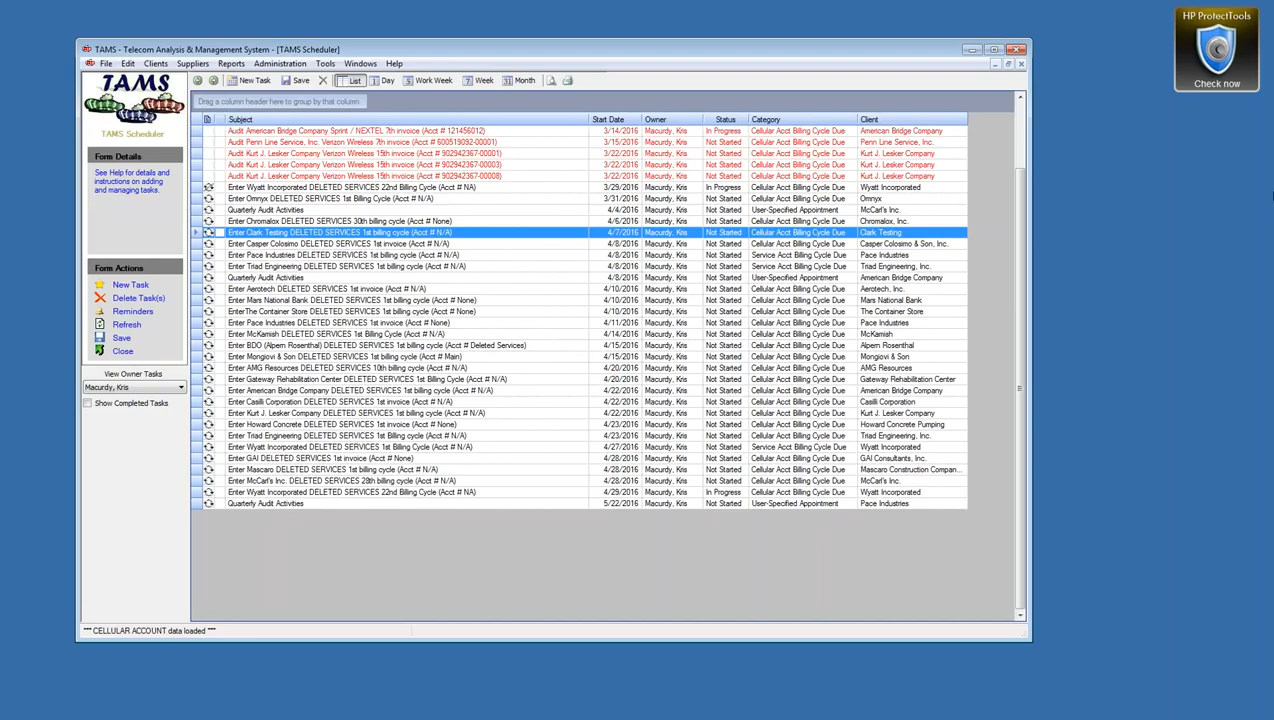 HP ProtectTools
Check now
TAMS - Telecom Analysis & Management System - [TAMS Scheduler]
File Edit Clients Suppliers Reports Administration Tools Windows Help
New Task Save List Day Work Week Week Month
TAMS
TAMS Scheduler
Form Details
See Help for details and
instructions on adding
and managing tasks.
Form Actions
New Task
Delete Task(s)
Reminders
Refresh
Save
Close
View Owner Tasks
Macurdy, Kris
Show Completed Tasks
Drag a column header here to group by that column
Subject Start Date Owner Status Category Client
Audit American Bridge Company Sprint / NEXTEL 7th invoice (Acct # 121456012) 3/14/2016 Macurdy, Kris In Progress Cellular Acct Billing Cycle Due American Bridge Company
Audit Penn Line Service, Inc. Verizon Wireless 7th invoice (Acct # 600519092-00001) 3/15/2016 Macurdy, Kris Not Started Cellular Acct Billing Cycle Due Penn Line Service, Inc.
Audit Kurt J. Lesker Company Verizon Wireless 15th invoice (Acct # 902942367-00001) 3/22/2016 Macurdy, Kris Not Started Cellular Acct Billing Cycle Due Kurt J. Lesker Company
Audit Kurt J. Lesker Company Verizon Wireless 15th invoice (Acct # 902942367-00003) 3/22/2016 Macurdy, Kris Not Started Cellular Acct Billing Cycle Due Kurt J. Lesker Company
Audit Kurt J. Lesker Company Verizon Wireless 15th invoice (Acct # 902942367-00008) 3/22/2016 Macurdy, Kris Not Started Cellular Acct Billing Cycle Due Kurt J. Lesker Company
Enter Wyatt Incorporated DELETED SERVICES 22nd Billing Cycle (Acct # NA) 3/29/2016 Macurdy, Kris In Progress Cellular Acct Billing Cycle Due Wyatt Incorporated
Enter Omnyx DELETED SERVICES 1st Billing Cycle (Acct # N/A) 3/31/2016 Macurdy, Kris Not Started Cellular Acct Billing Cycle Due Omnyx
Quarterly Audit Activities 4/4/2016 Macurdy, Kris Not Started User-Specified Appointment McCarl's Inc.
Enter Chromalox DELETED SERVICES 30th billing cycle (Acct # None) 4/6/2016 Macurdy, Kris Not Started Cellular Acct Billing Cycle Due Chromalox, Inc.
Enter Clark Testing DELETED SERVICES 1st billing cycle (Acct # N/A) 4/7/2016 Macurdy, Kris Not Started Cellular Acct Billing Cycle Due Clark Testing
Enter Casper Colosimo DELETED SERVICES 1st invoice (Acct # N/A) 4/8/2016 Macurdy, Kris Not Started Cellular Acct Billing Cycle Due Casper Colosimo & Son, Inc.
Enter Pace Industries DELETED SERVICES 1st invoice (Acct # N/A) 4/8/2016 Macurdy, Kris Not Started Service Acct Billing Cycle Due Pace Industries
Enter Triad Engineering DELETED SERVICES 1st billing cycle (Acct # N/A) 4/8/2016 Macurdy, Kris Not Started Service Acct Billing Cycle Due Triad Engineering, Inc.
Quarterly Audit Activities 4/8/2016 Macurdy, Kris Not Started User-Specified Appointment American Bridge Company
Enter Aerotech DELETED SERVICES 1st invoice (Acct # N/A) 4/10/2016 Macurdy, Kris Not Started Cellular Acct Billing Cycle Due Aerotech, Inc.
Enter Mars National Bank DELETED SERVICES 1st billing cycle (Acct # None) 4/10/2016 Macurdy, Kris Not Started Cellular Acct Billing Cycle Due Mars National Bank
EnterThe Container Store DELETED SERVICES 1st billing cycle (Acct # None) 4/10/2016 Macurdy, Kris Not Started Cellular Acct Billing Cycle Due The Container Store
Enter Pace Industries DELETED SERVICES 1st invoice (Acct # None) 4/11/2016 Macurdy, Kris Not Started Cellular Acct Billing Cycle Due Pace Industries
Enter McKamish DELETED SERVICES 1st Billing Cycle (Acct # N/A) 4/14/2016 Macurdy, Kris Not Started Cellular Acct Billing Cycle Due McKamish
Enter BDO (Alpern Rosenthal) DELETED SERVICES 1st billing cycle (Acct # Deleted Services) 4/15/2016 Macurdy, Kris Not Started Cellular Acct Billing Cycle Due Alpern Rosenthal
Enter Mongiovi & Son DELETED SERVICES 1st billing cycle (Acct # Main) 4/15/2016 Macurdy, Kris Not Started Cellular Acct Billing Cycle Due Mongiovi & Son
Enter AMG Resources DELETED SERVICES 10th billing cycle (Acct # N/A) 4/20/2016 Macurdy, Kris Not Started Cellular Acct Billing Cycle Due AMG Resources
Enter Gateway Rehabilitation Center DELETED SERVICES 1st Billing Cycle (Acct # N/A) 4/20/2016 Macurdy, Kris Not Started Cellular Acct Billing Cycle Due Gateway Rehabilitation Center
Enter American Bridge Company DELETED SERVICES 1st billing cycle (Acct # N/A) 4/22/2016 Macurdy, Kris Not Started Cellular Acct Billing Cycle Due American Bridge Company
Enter Casilli Corporation DELETED SERVICES 1st invoice (Acct # N/A) 4/22/2016 Macurdy, Kris Not Started Cellular Acct Billing Cycle Due Casilli Corporation
Enter Kurt J. Lesker Company DELETED SERVICES 1st billing cycle (Acct # N/A) 4/22/2016 Macurdy, Kris Not Started Cellular Acct Billing Cycle Due Kurt J. Lesker Company
Enter Howard Concrete DELETED SERVICES 1st invoice (Acct # None) 4/23/2016 Macurdy, Kris Not Started Cellular Acct Billing Cycle Due Howard Concrete Pumping
Enter Triad Engineering DELETED SERVICES 1st Billing cycle (Acct # N/A) 4/23/2016 Macurdy, Kris Not Started Cellular Acct Billing Cycle Due Triad Engineering, Inc.
Enter Wyatt Incorporated DELETED SERVICES 1st billing cycle (Acct # N/A) 4/27/2016 Macurdy, Kris Not Started Service Acct Billing Cycle Due Wyatt Incorporated
Enter GAI DELETED SERVICES 1st invoice (Acct # None) 4/28/2016 Macurdy, Kris Not Started Cellular Acct Billing Cycle Due GAI Consultants, Inc.
Enter Mascaro DELETED SERVICES 1st billing cycle (Acct # N/A) 4/28/2016 Macurdy, Kris Not Started Cellular Acct Billing Cycle Due Mascaro Construction Compan...
Enter McCarl's Inc. DELETED SERVICES 28th billing cycle (Acct # N/A) 4/28/2016 Macurdy, Kris Not Started Cellular Acct Billing Cycle Due McCarl's Inc.
Enter Wyatt Incorporated DELETED SERVICES 22nd Billing Cycle (Acct # NA) 4/29/2016 Macurdy, Kris In Progress Cellular Acct Billing Cycle Due Wyatt Incorporated
Quarterly Audit Activities 5/22/2016 Macurdy, Kris Not Started User-Specified Appointment Pace Industries
*** CELLULAR ACCOUNT data loaded ***